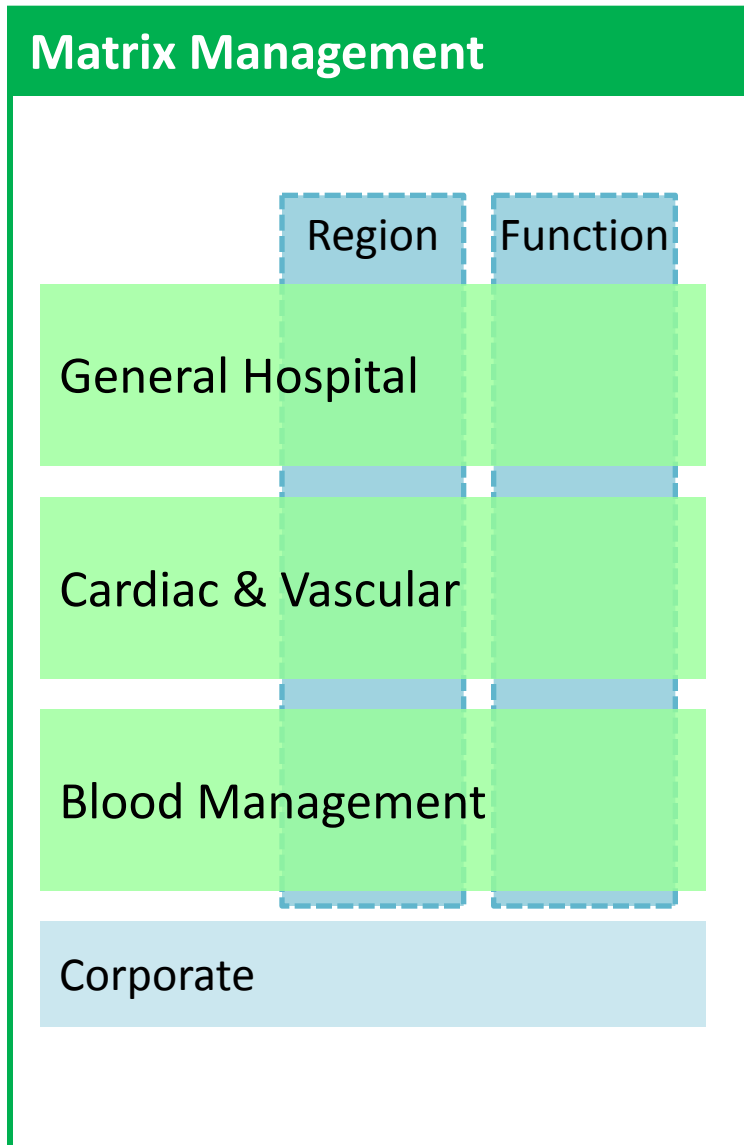 Matrix Management
Region
Function
General Hospital
Cardiac & Vascular
Blood Management
Corporate